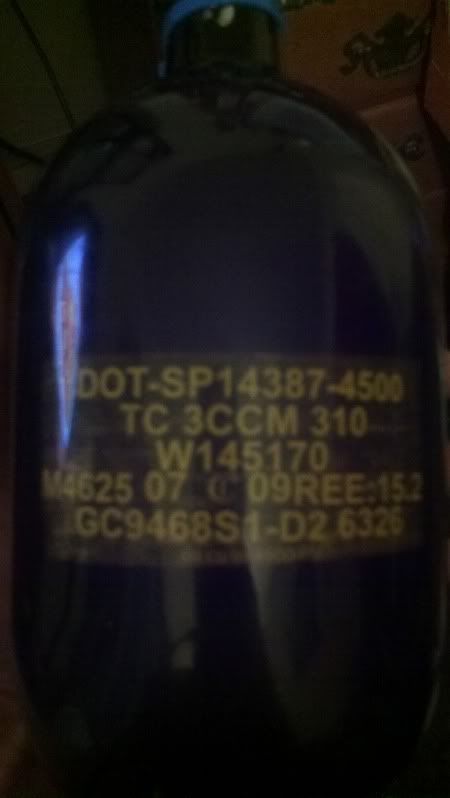 DOT-SP14387-4500
TC 3CCM 310
W145170
M4625 07 09REE:15.2
GC9468S1-D2 6326